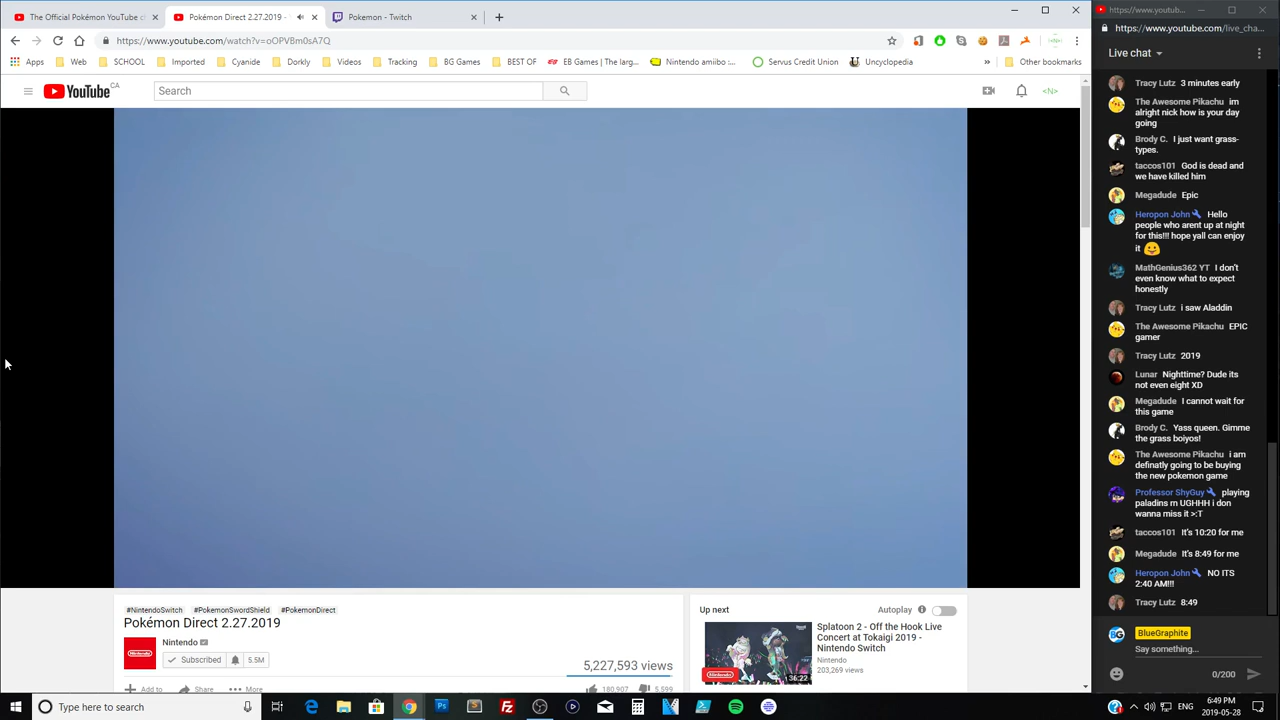 The Official Pokémon YouTube c
Pokémon Direct 2.27.2019 -
Pokemon - Twitch
https://www.youtube.com/watch?v=oOPVBm0sA7Q
Apps
Web
SCHOOL
Imported
Cyanide
Dorkly
Videos
Tracking
BG Games
BEST OF
EB Games | The larg...
Nintendo amiibo :...
Servus Credit Union
Uncyclopedia
»
Other bookmarks
YouTube CA
Search
<N>
#NintendoSwitch #PokemonSwordShield #PokemonDirect
Pokémon Direct 2.27.2019
Nintendo
Subscribed 5.5M
5,227,593 views
Add to Share More
180,907 5,599
Up next
Autoplay
Splatoon 2 - Off the Hook Live
Concert at Tokaigi 2019 -
Nintendo Switch
Nintendo
203,269 views
Nintendo
36:22
https://www.youtub...
https://www.youtube.com/live_cha...
Live chat
Tracy Lutz 3 minutes early
The Awesome Pikachu im
alright nick how is your day
going
Brody C. I just want grass-
types.
taccos101 God is dead and
we have killed him
Megadude Epic
Heropon John Hello
people who arent up at night
for this!!! hope yall can enjoy
it
MathGenius362 YT I don't
even know what to expect
honestly
Tracy Lutz i saw Aladdin
The Awesome Pikachu EPIC
gamer
Tracy Lutz 2019
Lunar Nighttime? Dude its
not even eight XD
Megadude I cannot wait for
this game
Brody C. Yass queen. Gimme
the grass boiyos!
The Awesome Pikachu i am
definatly going to be buying
the new pokemon game
Professor ShyGuy playing
paladins m UGHHH i don
wanna miss it >:T
taccos101 It's 10:20 for me
Megadude It's 8:49 for me
Heropon John NO ITS
2:40 AM!!!
Tracy Lutz 8:49
BG BlueGraphite
Say something...
0/200
Type here to search
ENG
6:49 PM
2019-05-28